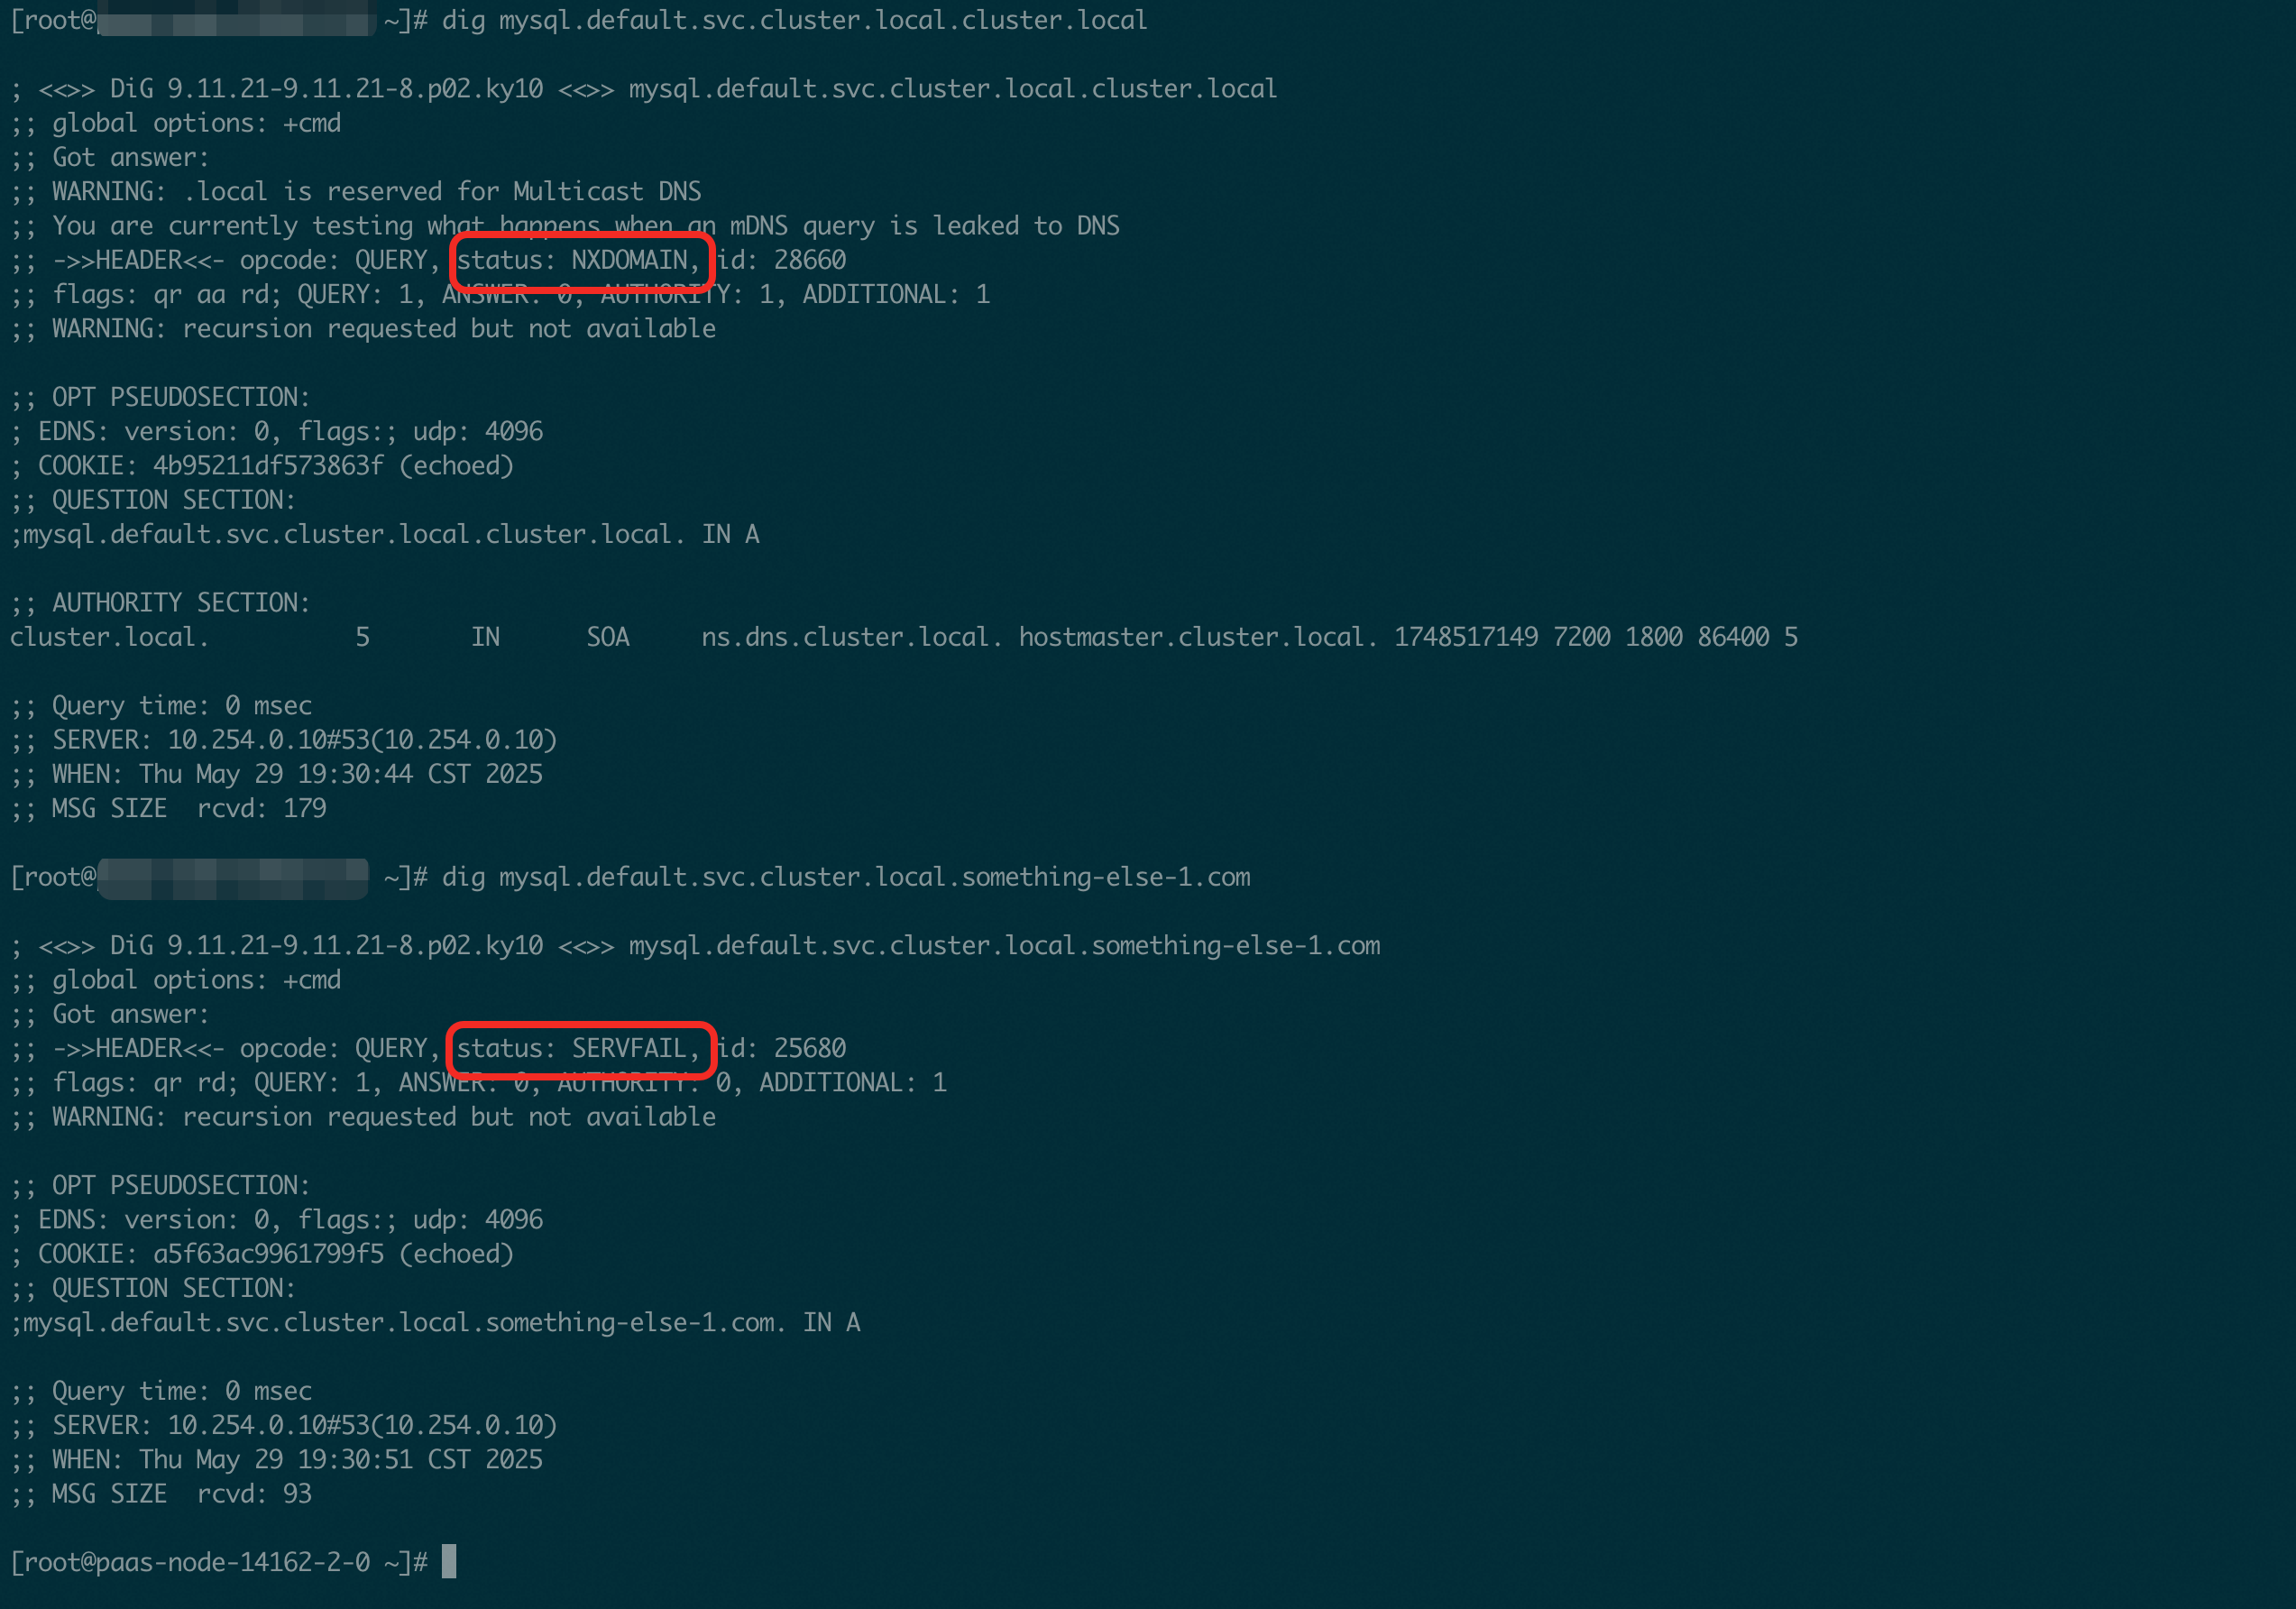 [root@ ~]# dig mysql.default.svc.cluster.local.cluster.local
; <<>> DiG 9.11.21-9.11.21-8.p02.ky10 <<>> mysql.default.svc.cluster.local.cluster.local
;; global options: +cmd
;; Got answer:
;; WARNING: .local is reserved for Multicast DNS
;; You are currently testing what happens when an mDNS query is leaked to DNS
;; ->>HEADER<<- opcode: QUERY, status: NXDOMAIN, id: 28660
;; flags: qr aa rd; QUERY: 1, ANSWER: 0, AUTHORITY: 1, ADDITIONAL: 1
;; WARNING: recursion requested but not available
;; OPT PSEUDOSECTION:
; EDNS: version: 0, flags:; udp: 4096
; COOKIE: 4b95211df573863f (echoed)
;; QUESTION SECTION:
;mysql.default.svc.cluster.local.cluster.local. IN A
;; AUTHORITY SECTION:
cluster.local. 5 IN SOA ns.dns.cluster.local. hostmaster.cluster.local. 1748517149 7200 1800 86400 5
;; Query time: 0 msec
;; SERVER: 10.254.0.10#53(10.254.0.10)
;; WHEN: Thu May 29 19:30:44 CST 2025
;; MSG SIZE  rcvd: 179
[root@ ~]# dig mysql.default.svc.cluster.local.something-else-1.com
; <<>> DiG 9.11.21-9.11.21-8.p02.ky10 <<>> mysql.default.svc.cluster.local.something-else-1.com
;; global options: +cmd
;; Got answer:
;; ->>HEADER<<- opcode: QUERY, status: SERVFAIL, id: 25680
;; flags: qr rd; QUERY: 1, ANSWER: 0, AUTHORITY: 0, ADDITIONAL: 1
;; WARNING: recursion requested but not available
;; OPT PSEUDOSECTION:
; EDNS: version: 0, flags:; udp: 4096
; COOKIE: a5f63ac9961799f5 (echoed)
;; QUESTION SECTION:
;mysql.default.svc.cluster.local.something-else-1.com. IN A
;; Query time: 0 msec
;; SERVER: 10.254.0.10#53(10.254.0.10)
;; WHEN: Thu May 29 19:30:51 CST 2025
;; MSG SIZE  rcvd: 93
[root@paas-node-14162-2-0 ~]#